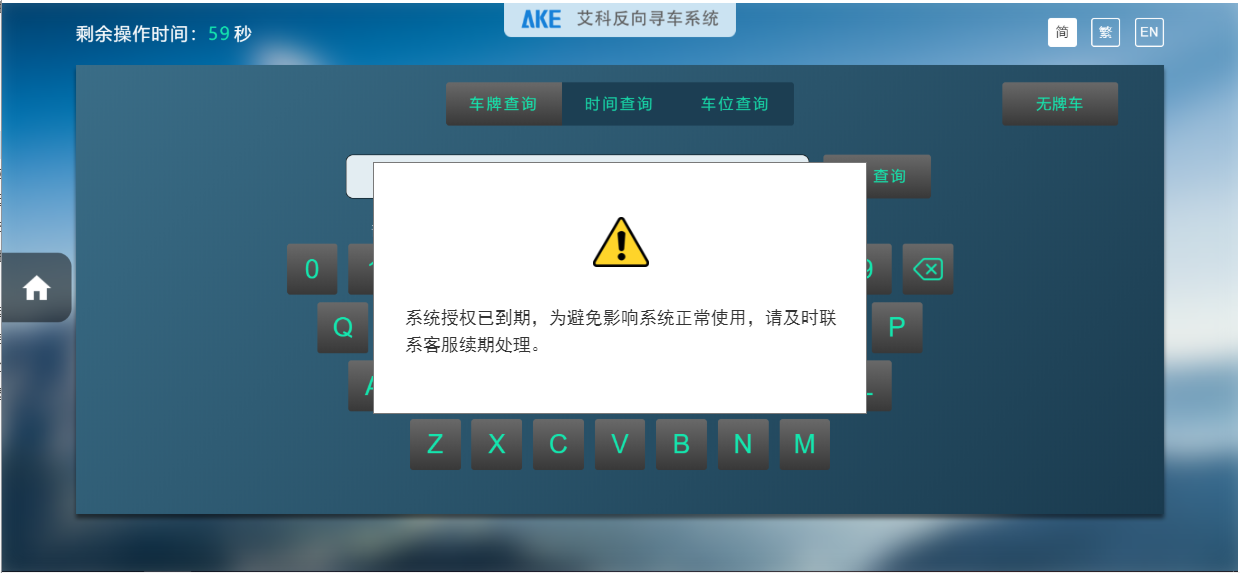 AKE 艾科反向寻车系统
剩余操作时间：59秒
简 繁 EN
车牌查询 时间查询 车位查询 无牌车
查询
0
Q P
系统授权已到期，为避免影响系统正常使用，请及时联
系客服续期处理。
Z X C V B N M